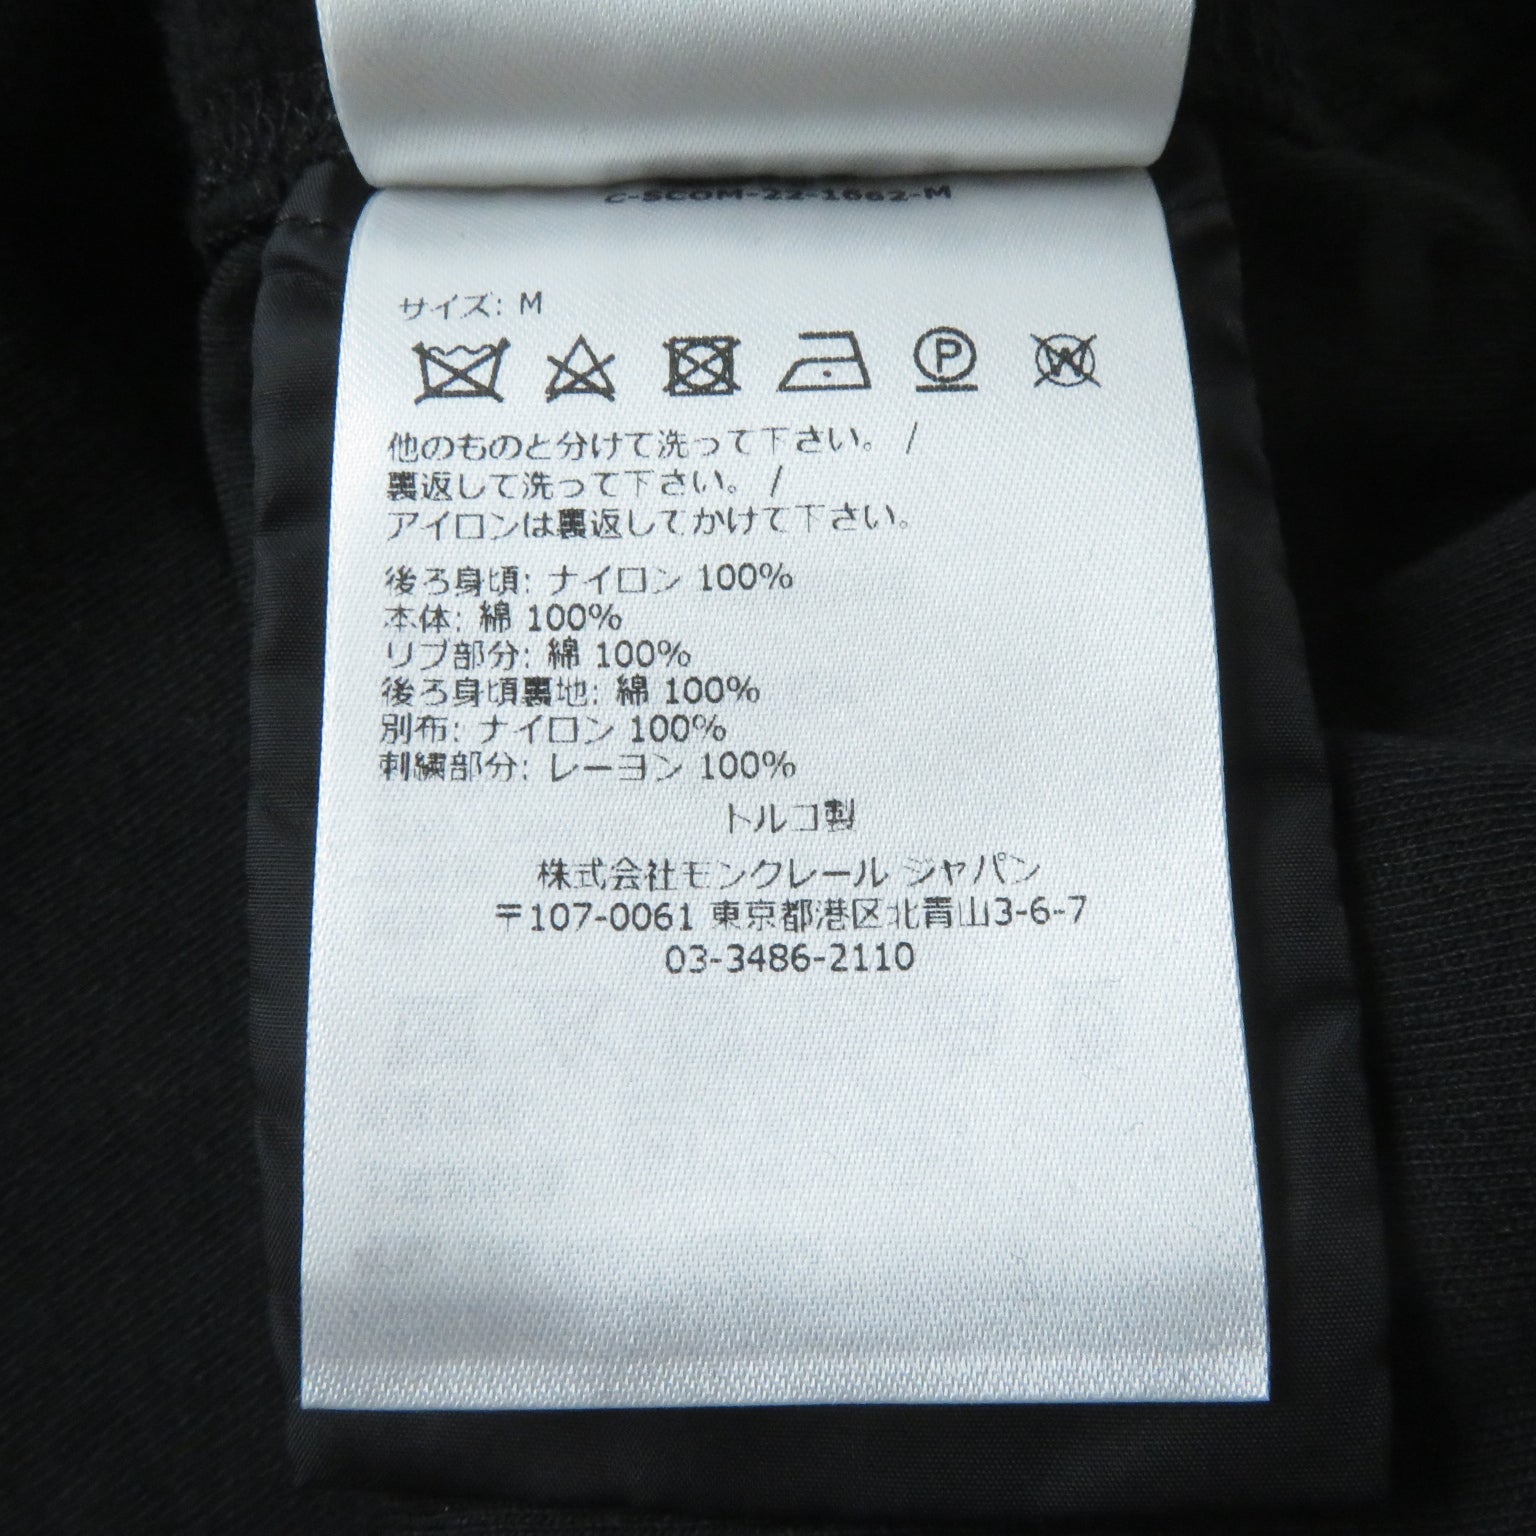 C-SCOM-22-1662-M
サイズ: M
P W
他のものと分けて洗って下さい。 /
裏返して洗って下さい。 /
アイロンは裏返してかけて下さい。
後ろ身頃: ナイロン 100%
本体: 綿 100%
リブ部分: 綿 100%
後ろ身頃裏地: 綿 100%
別布: ナイロン 100%
刺繍部分: レーヨン 100%
トルコ製
株式会社モンクレール ジャパン
〒107-0061 東京都港区北青山3-6-7
03-3486-2110